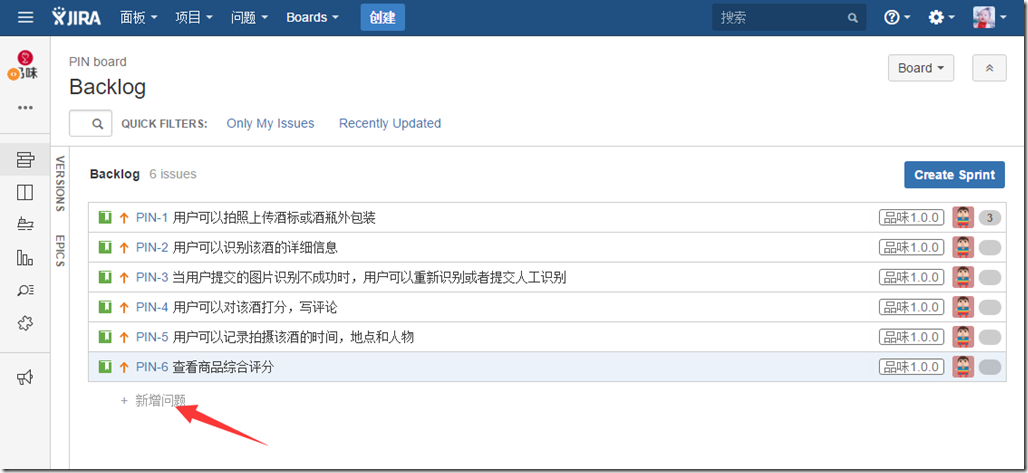 JIRA 面板 项目 问题 Boards 创建 搜索
PIN board
Backlog
Board
QUICK FILTERS: Only My Issues Recently Updated
VERSIONS
EPICS
Backlog 6 issues
Create Sprint
PIN-1 用户可以拍照上传酒标或酒瓶外包装 品味1.0.0 3
PIN-2 用户可以识别该酒的详细信息 品味1.0.0
PIN-3 当用户提交的图片识别不成功时，用户可以重新识别或者提交人工识别 品味1.0.0
PIN-4 用户可以对该酒打分，写评论 品味1.0.0
PIN-5 用户可以记录拍摄该酒的时间，地点和人物 品味1.0.0
PIN-6 查看商品综合评分 品味1.0.0
+ 新增问题